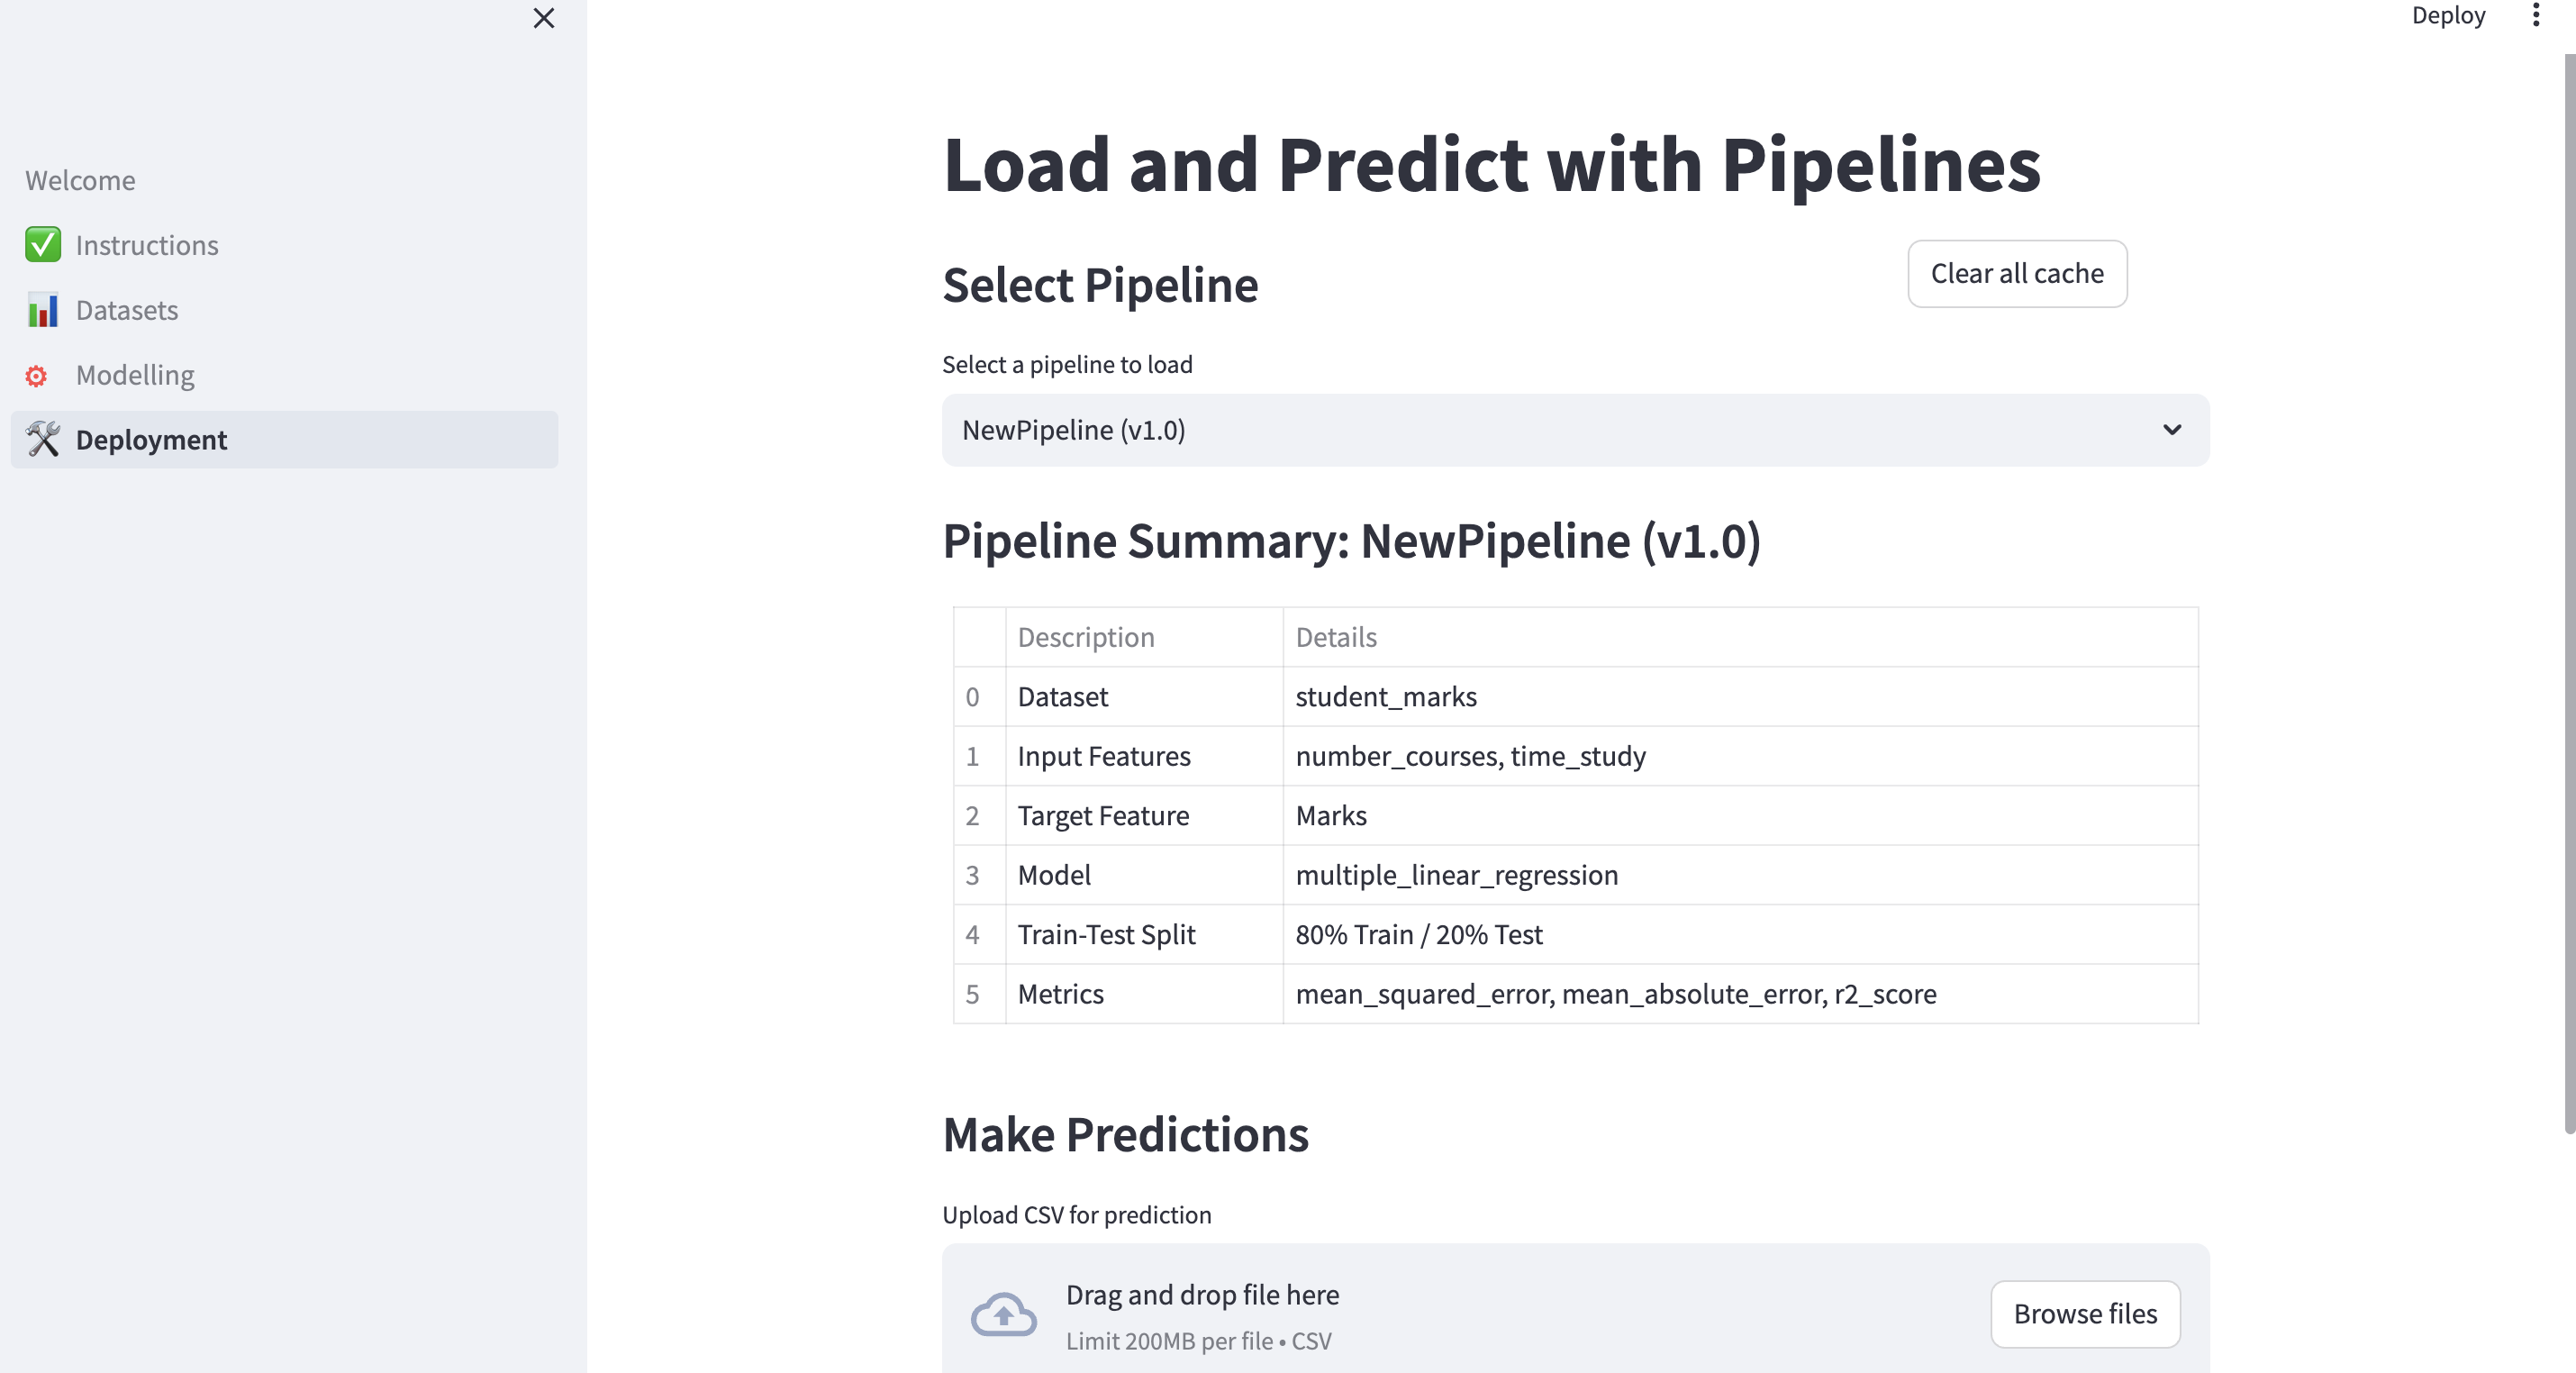 Deploy
Welcome
Instructions
Datasets
Modelling
Deployment
Load and Predict with Pipelines
Select Pipeline
Clear all cache
Select a pipeline to load
NewPipeline (v1.0)
Pipeline Summary: NewPipeline (v1.0)
Description Details
0 Dataset student_marks
1 Input Features number_courses, time_study
2 Target Feature Marks
3 Model multiple_linear_regression
4 Train-Test Split 80% Train / 20% Test
5 Metrics mean_squared_error, mean_absolute_error, r2_score
Make Predictions
Upload CSV for prediction
Drag and drop file here
Limit 200MB per file • CSV
Browse files